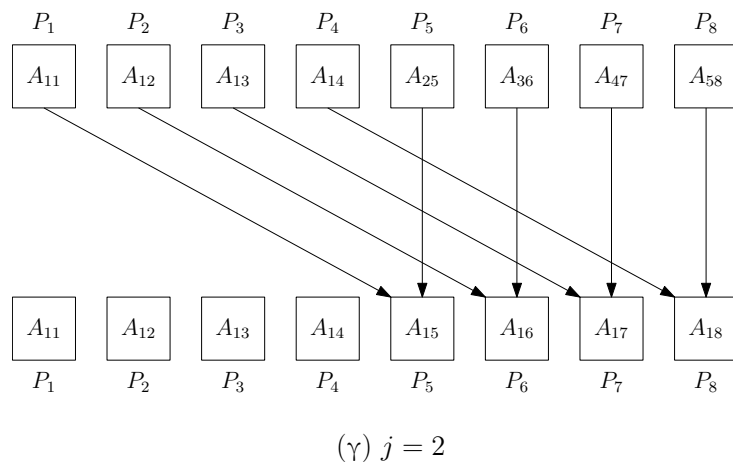 P₁ P₂ P₃ P₄ P₅ P₆ P₇ P₈
A₁₁ A₁₂ A₁₃ A₁₄ A₂₅ A₃₆ A₄₇ A₅₈
A₁₁ A₁₂ A₁₃ A₁₄ A₁₅ A₁₆ A₁₇ A₁₈
P₁ P₂ P₃ P₄ P₅ P₆ P₇ P₈
(γ) j = 2